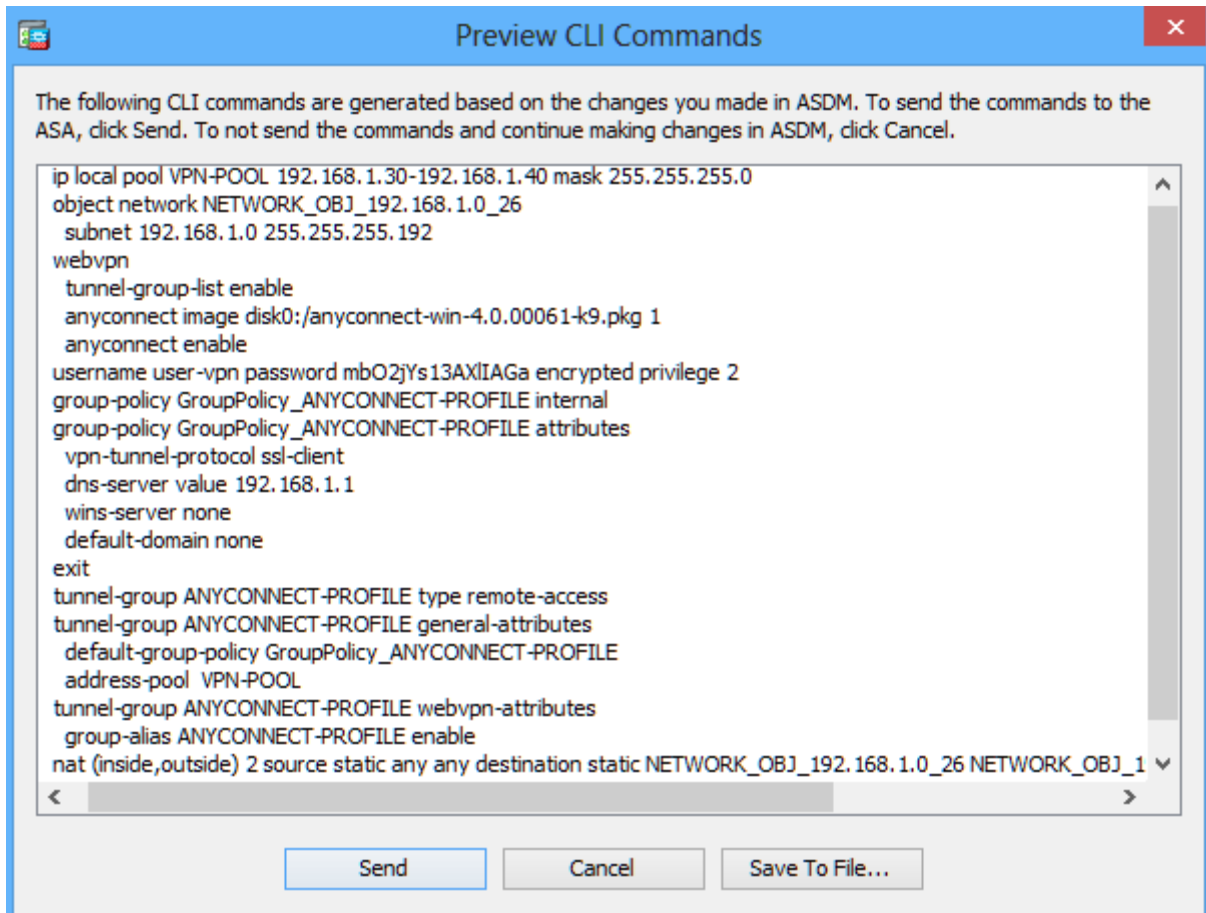 Preview CLI Commands
The following CLI commands are generated based on the changes you made in ASDM. To send the commands to the
ASA, click Send. To not send the commands and continue making changes in ASDM, click Cancel.
ip local pool VPN-POOL 192.168.1.30-192.168.1.40 mask 255.255.255.0
object network NETWORK_OBJ_192.168.1.0_26
subnet 192.168.1.0 255.255.255.192
webvpn
tunnel-group-list enable
anyconnect image disk0:/anyconnect-win-4.0.00061-k9.pkg 1
anyconnect enable
username user-vpn password mbO2jYs13AXlIAGa encrypted privilege 2
group-policy GroupPolicy_ANYCONNECT-PROFILE internal
group-policy GroupPolicy_ANYCONNECT-PROFILE attributes
vpn-tunnel-protocol ssl-client
dns-server value 192.168.1.1
wins-server none
default-domain none
exit
tunnel-group ANYCONNECT-PROFILE type remote-access
tunnel-group ANYCONNECT-PROFILE general-attributes
default-group-policy GroupPolicy_ANYCONNECT-PROFILE
address-pool  VPN-POOL
tunnel-group ANYCONNECT-PROFILE webvpn-attributes
group-alias ANYCONNECT-PROFILE enable
nat (inside,outside) 2 source static any any destination static NETWORK_OBJ_192.168.1.0_26 NETWORK_OBJ_1
Send
Cancel
Save To File...